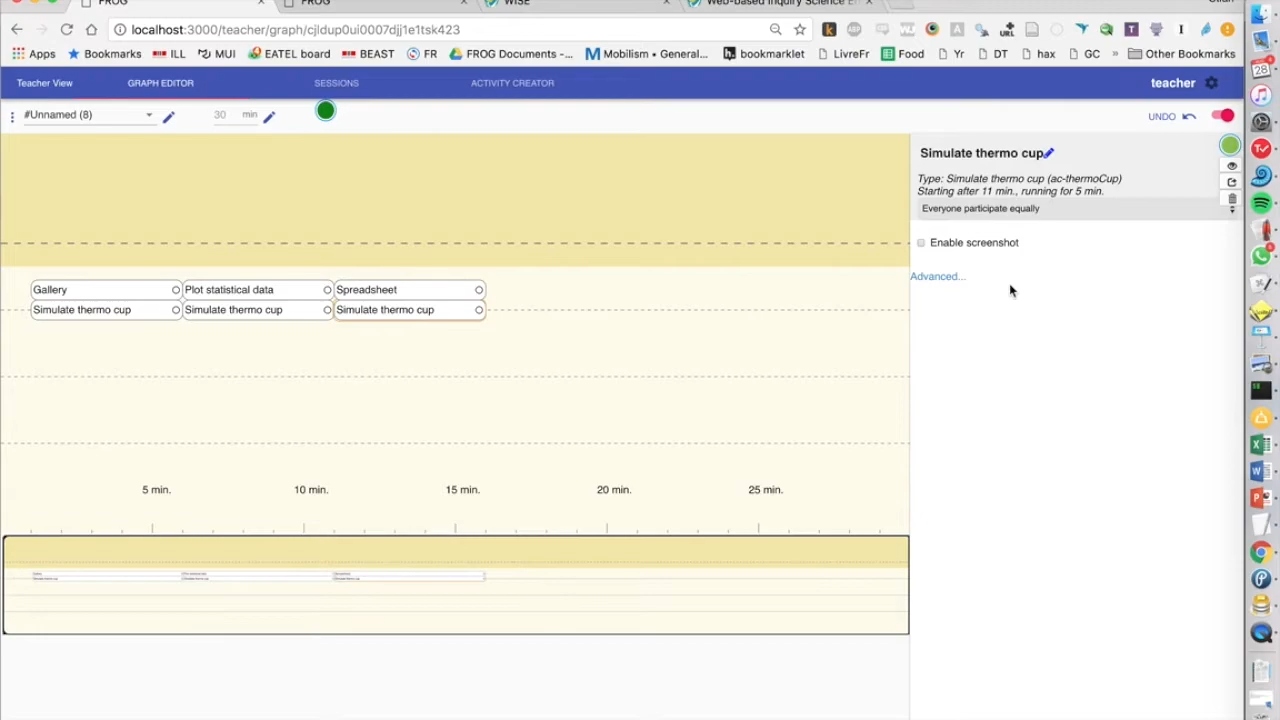 FROG FROG WISE Web-based Inquiry Science E
localhost:3000/teacher/graph/cjldup0ui0007djj1e1tsk423
Apps Bookmarks ILL MUI EATEL board BEAST FR FROG Documents -... Mobilism • General... bookmarklet LivreFr Food Yr DT hax GC » Other Bookmarks
Teacher View GRAPH EDITOR SESSIONS ACTIVITY CREATOR teacher
#Unnamed (8) 30 min UNDO
Simulate thermo cup
Type: Simulate thermo cup (ac-thermoCup)
Starting after 11 min., running for 5 min.
Everyone participate equally
Enable screenshot
Advanced...
Gallery Plot statistical data Spreadsheet
Simulate thermo cup Simulate thermo cup Simulate thermo cup
5 min. 10 min. 15 min. 20 min. 25 min.